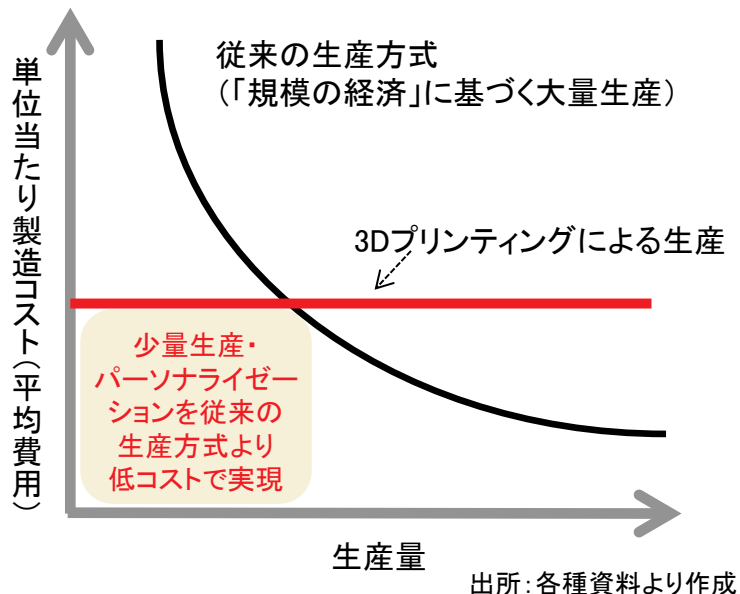 単位当たり製造コスト(平均費用)
従来の生産方式
(「規模の経済」に基づく大量生産)
3Dプリンティングによる生産
少量生産・
パーソナライゼー
ションを従来の
生産方式より
低コストで実現
生産量
出所:各種資料より作成